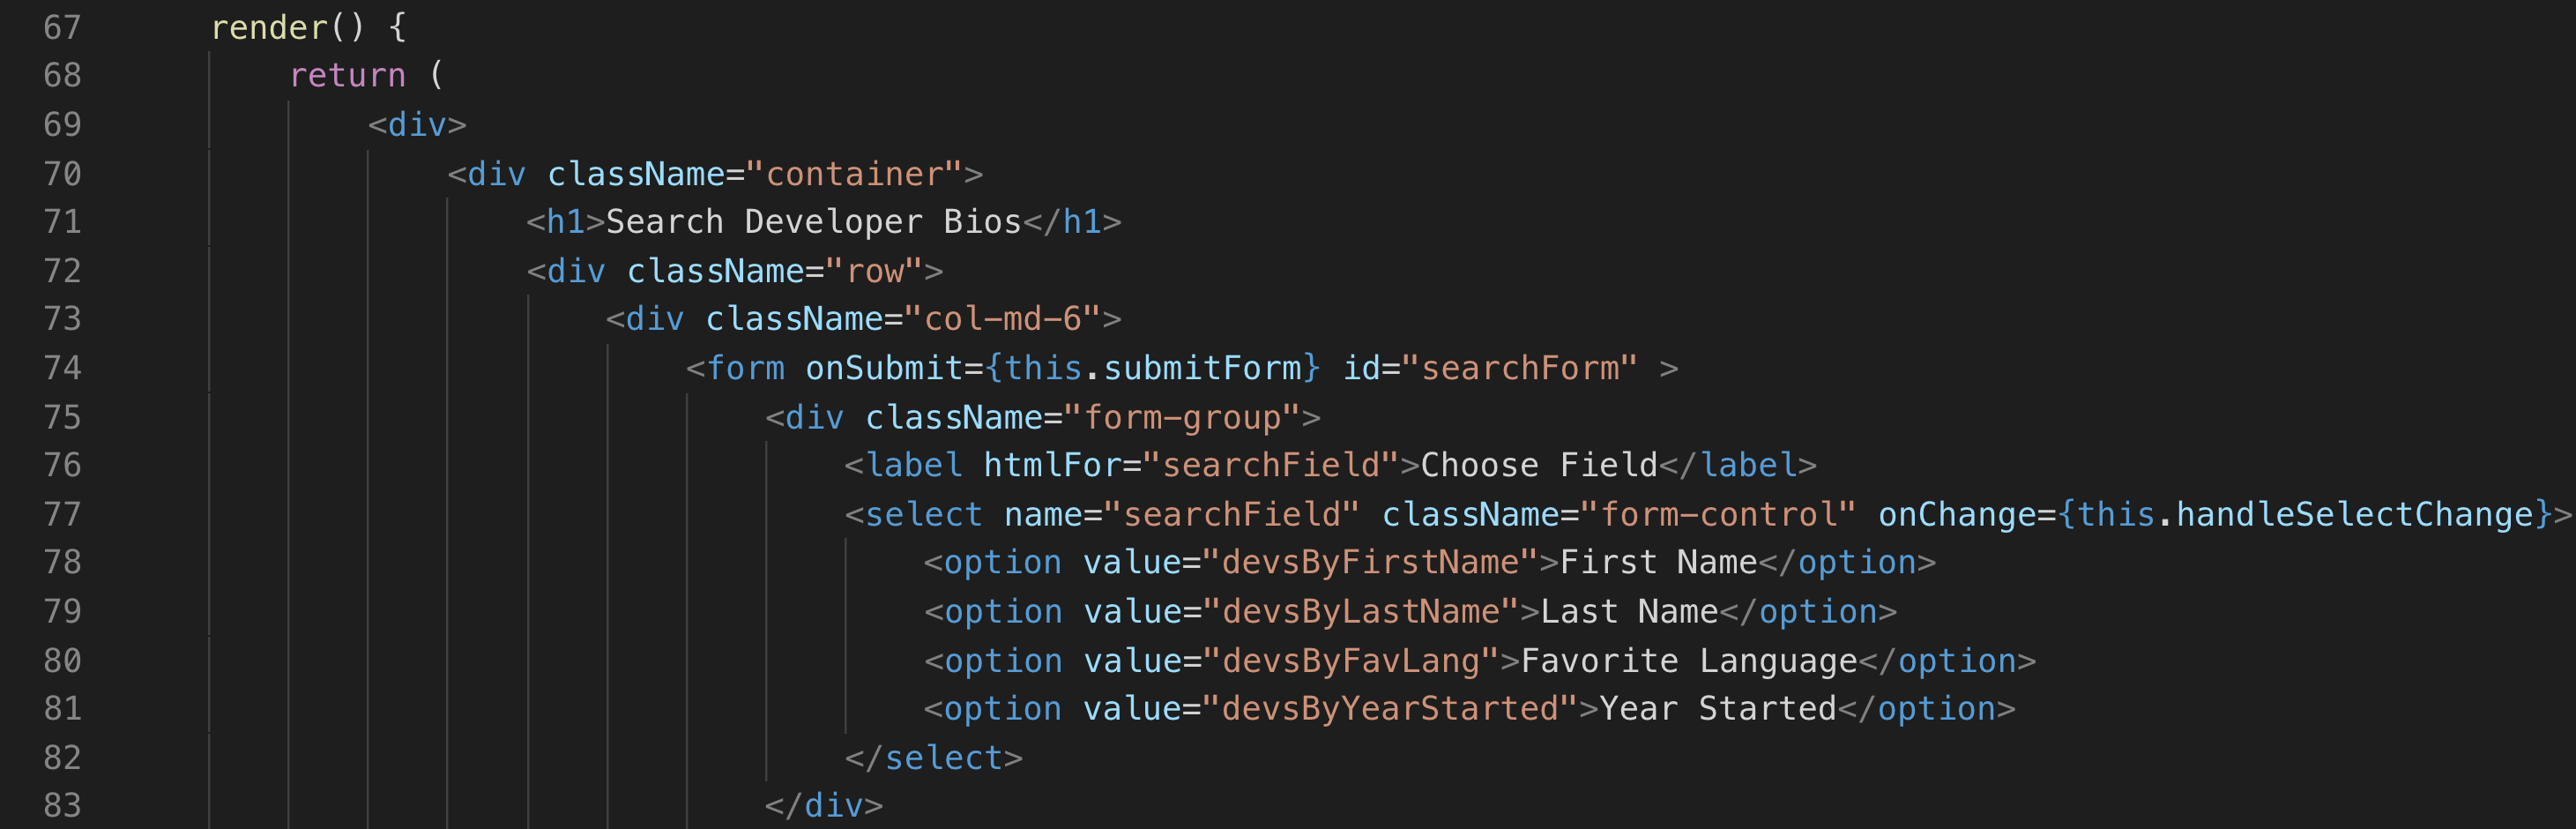 67 render() {
68 return (
69 <div>
70 <div className="container">
71 <h1>Search Developer Bios</h1>
72 <div className="row">
73 <div className="col-md-6">
74 <form onSubmit={this.submitForm} id="searchForm" >
75 <div className="form-group">
76 <label htmlFor="searchField">Choose Field</label>
77 <select name="searchField" className="form-control" onChange={this.handleSelectChange}>
78 <option value="devsByFirstName">First Name</option>
79 <option value="devsByLastName">Last Name</option>
80 <option value="devsByFavLang">Favorite Language</option>
81 <option value="devsByYearStarted">Year Started</option>
82 </select>
83 </div>